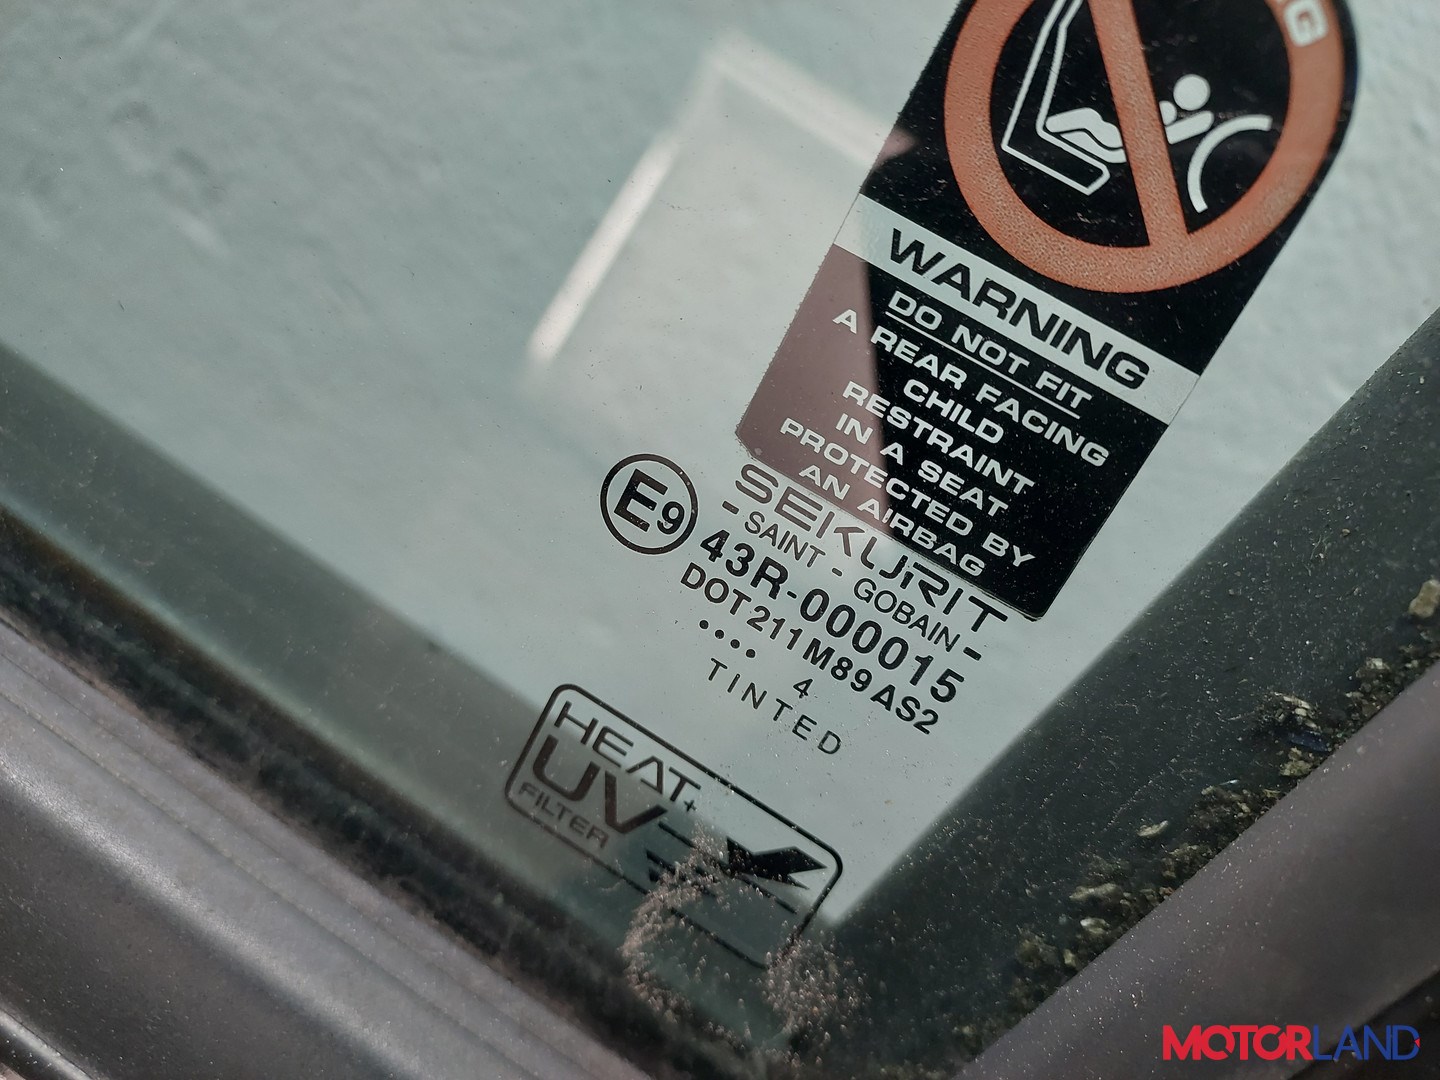 G
WARNING
DO NOT FIT
A REAR FACING
CHILD
RESTRAINT
IN A SEAT
PROTECTED BY
AN AIRBAG
E9
SEKURIT
- SAINT - GOBAIN -
43R-000015
DOT 211 M89 AS2
.... 4
TINTED
HEAT+
UV
FILTER
MOTORLAND